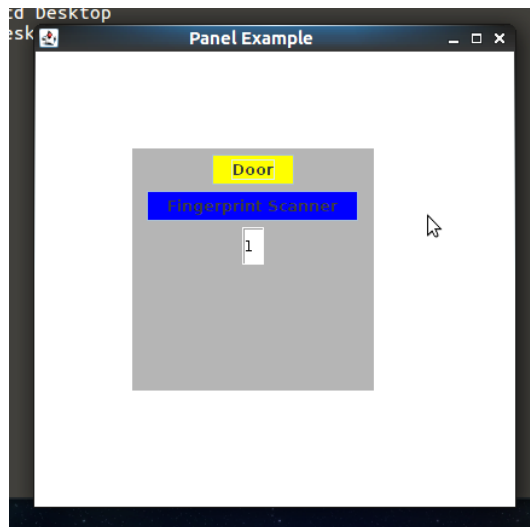 cd Desktop
esk
Panel Example
Door
Fingerprint Scanner
1